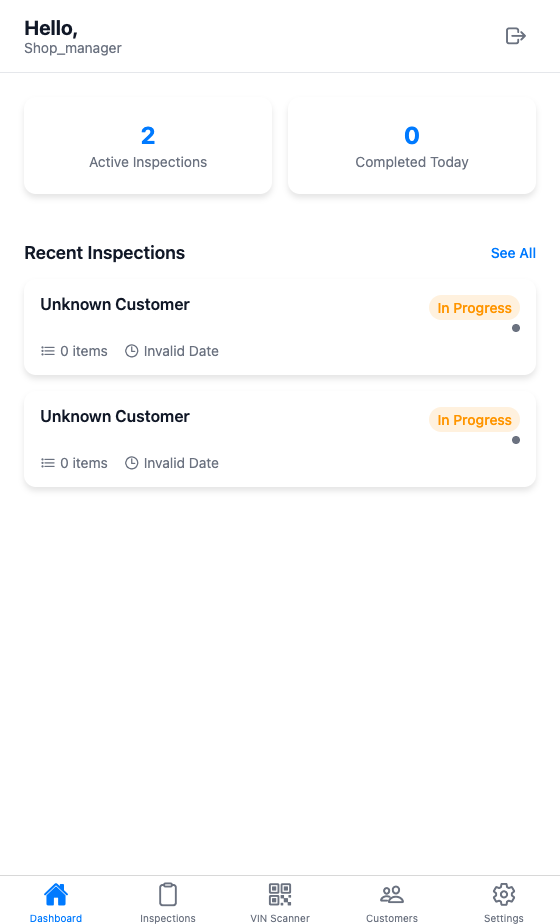 Hello,
Shop_manager
2
Active Inspections
0
Completed Today
Recent Inspections
See All
Unknown Customer
In Progress
0 items
Invalid Date
Unknown Customer
In Progress
0 items
Invalid Date
Dashboard
Inspections
VIN Scanner
Customers
Settings